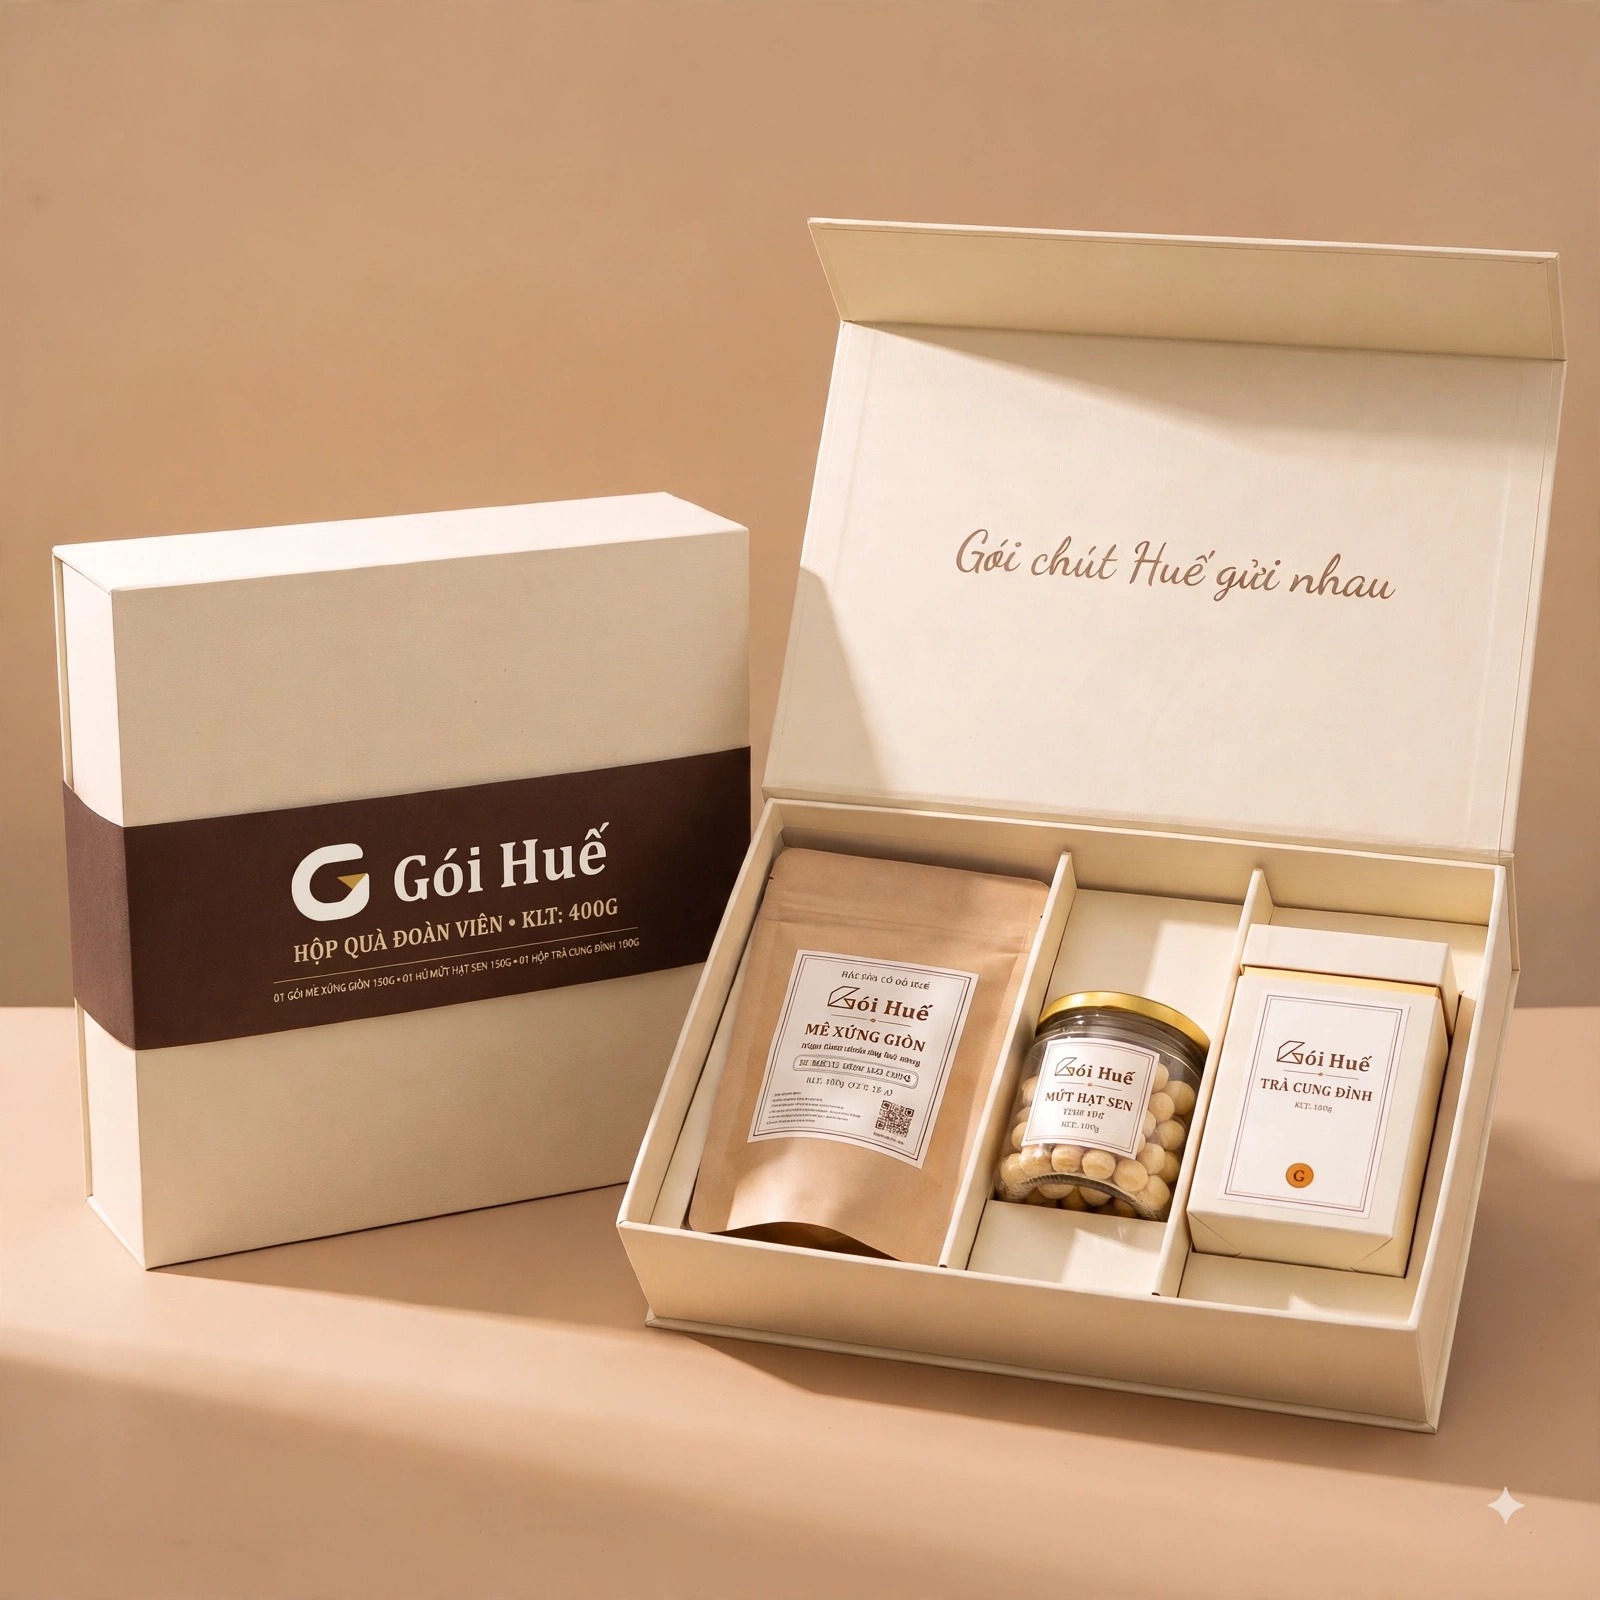 Gói Huế
HỘP QUÀ ĐOÀN VIÊN • KLT: 400G
01 GÓI MÈ XỬNG GIÒN 150G • 01 HŨ MỨT HẠT SEN 150G • 01 HỘP TRÀ CUNG ĐÌNH 100G
Gói chút Huế gửi nhau
Gói Huế
MÈ XỬNG GIÒN
Gói Huế
MỨT HẠT SEN
KLT: 100g
Gói Huế
TRÀ CUNG ĐÌNH
KLT: 100g
G